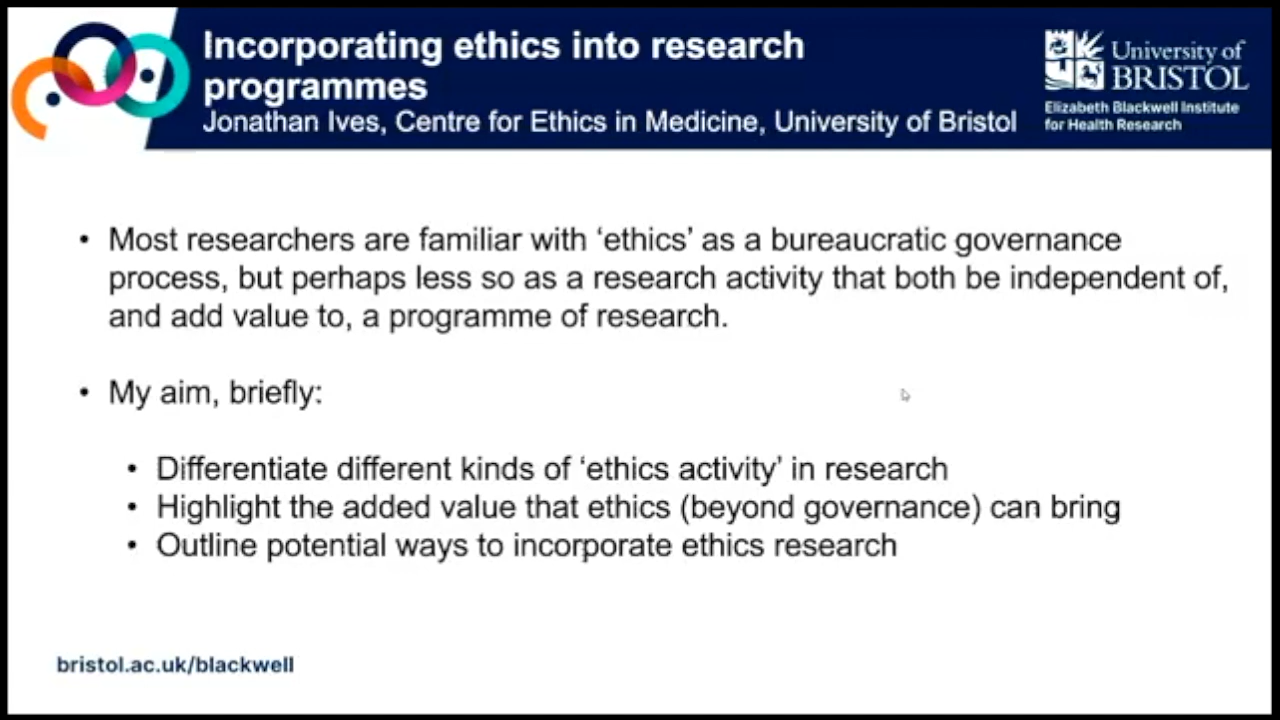 Incorporating ethics into research
programmes
Jonathan Ives, Centre for Ethics in Medicine, University of Bristol
University of
BRISTOL
Elizabeth Blackwell Institute
for Health Research
• Most researchers are familiar with ‘ethics’ as a bureaucratic governance
process, but perhaps less so as a research activity that both be independent of,
and add value to, a programme of research.
• My aim, briefly:
• Differentiate different kinds of ‘ethics activity’ in research
• Highlight the added value that ethics (beyond governance) can bring
• Outline potential ways to incorporate ethics research
bristol.ac.uk/blackwell